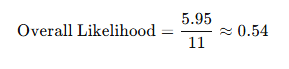 Overall Likelihood = 5.95/11 ≈ 0.54